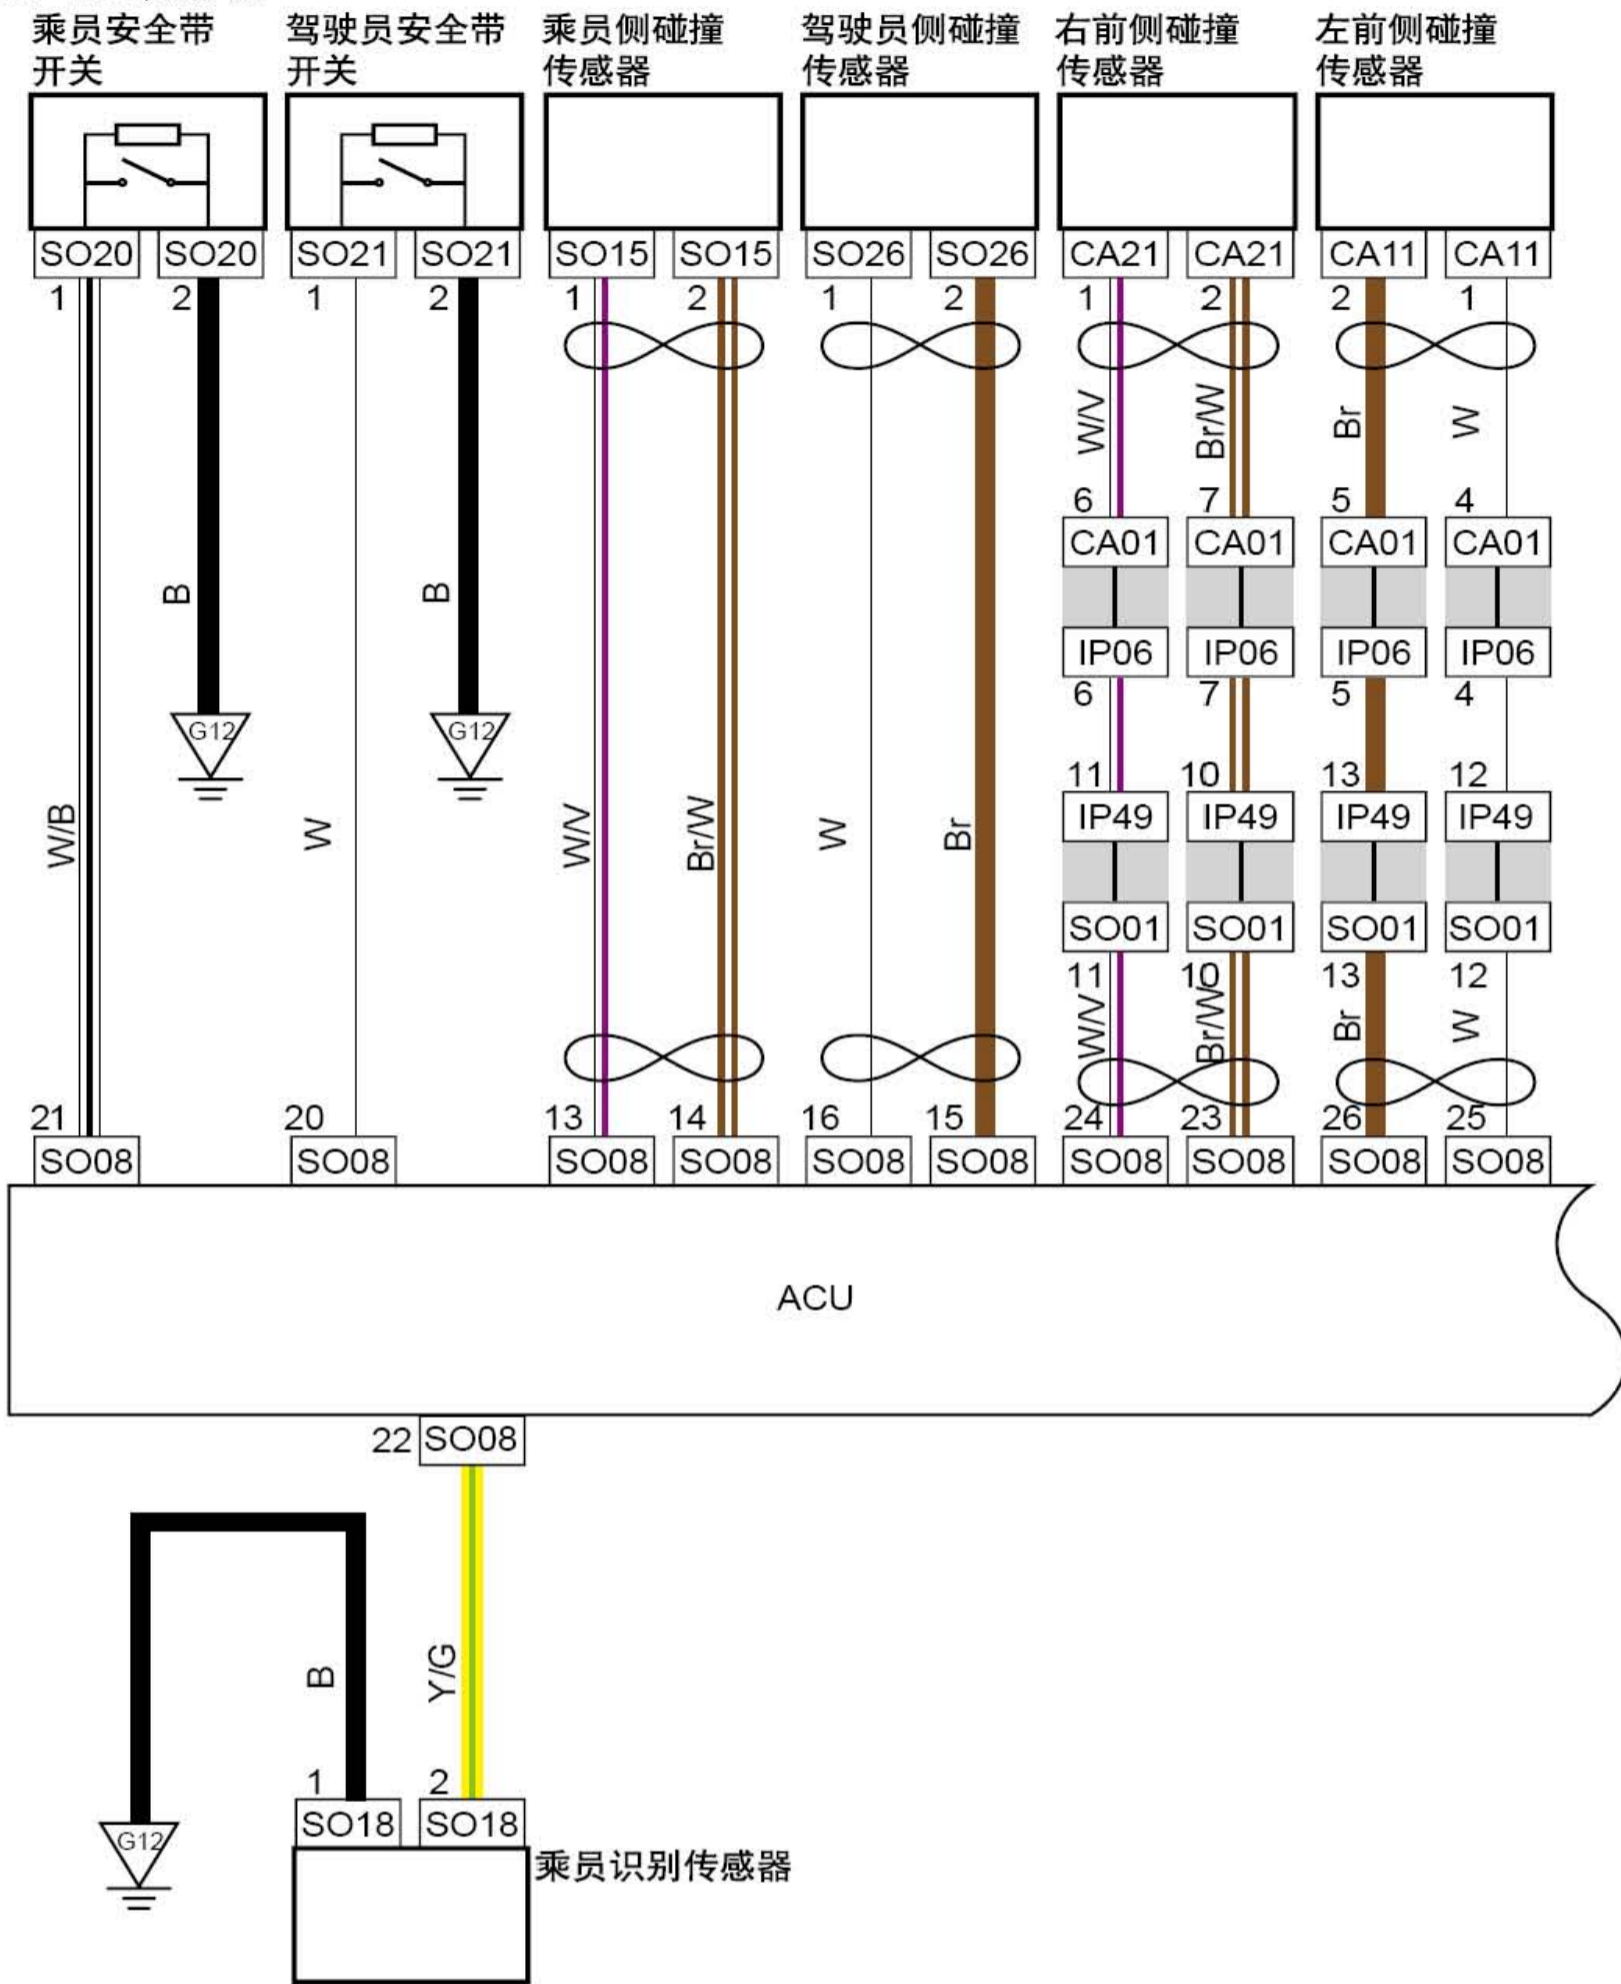 乘员安全带 驾驶员安全带 乘员侧碰撞 驾驶员侧碰撞 右前侧碰撞 左前侧碰撞
开关 开关 传感器 传感器 传感器 传感器
SO20 SO20 SO21 SO21 SO15 SO15 SO26 SO26 CA21 CA21 CA11 CA11
1 2 1 2 1 2 1 2 1 2 2 1
W/V Br/W Br W
6 7 5 4
CA01 CA01 CA01 CA01
B B
IP06 IP06 IP06 IP06
6 7 5 4
G12 G12
11 10 13 12
IP49 IP49 IP49 IP49
W/B W W/V Br/W W Br
SO01 SO01 SO01 SO01
11 10 13 12
W/V Br/W Br W
21 20 13 14 16 15 24 23 26 25
SO08 SO08 SO08 SO08 SO08 SO08 SO08 SO08 SO08 SO08
ACU
22 SO08
B Y/G
1 2
SO18 SO18
G12
乘员识别传感器